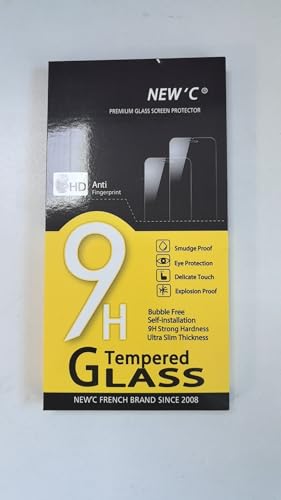 NEW'C®
PREMIUM GLASS SCREEN PROTECTOR
HD
Anti
Fingerprint
Smudge Proof
Eye Protection
Delicate Touch
Explosion Proof
9H
Bubble Free
Self-installation
9H Strong Hardness
Ultra Slim Thickness
Tempered
GLASS
NEW'C FRENCH BRAND SINCE 2008